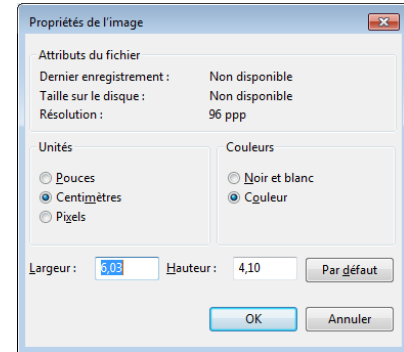 Propriétés de l'image
Attributs du fichier
Dernier enregistrement : Non disponible
Taille sur le disque : Non disponible
Résolution : 96 ppp
Unités
Pouces
Centimètres
Pixels
Couleurs
Noir et blanc
Couleur
Largeur : 6,03 Hauteur : 4,10 Par défaut
OK Annuler